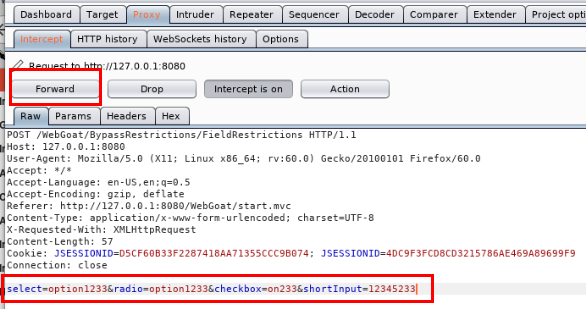 Dashboard Target Proxy Intruder Repeater Sequencer Decoder Comparer Extender Project optio
Intercept HTTP history WebSockets history Options
Request to http://127.0.0.1:8080
Forward Drop Intercept is on Action
Raw Params Headers Hex
POST /WebGoat/BypassRestrictions/FieldRestrictions HTTP/1.1
Host: 127.0.0.1:8080
User-Agent: Mozilla/5.0 (X11; Linux x86_64; rv:60.0) Gecko/20100101 Firefox/60.0
Accept: */*
Accept-Language: en-US,en;q=0.5
Accept-Encoding: gzip, deflate
Referer: http://127.0.0.1:8080/WebGoat/start.mvc
Content-Type: application/x-www-form-urlencoded; charset=UTF-8
X-Requested-With: XMLHttpRequest
Content-Length: 57
Cookie: JSESSIONID=D5CF60B33F2287418AA71355CCC9B074; JSESSIONID=4DC9F3FCD8CD3215786AE469A89699F9
Connection: close
select=option1233&radio=option1233&checkbox=on233&shortInput=12345233